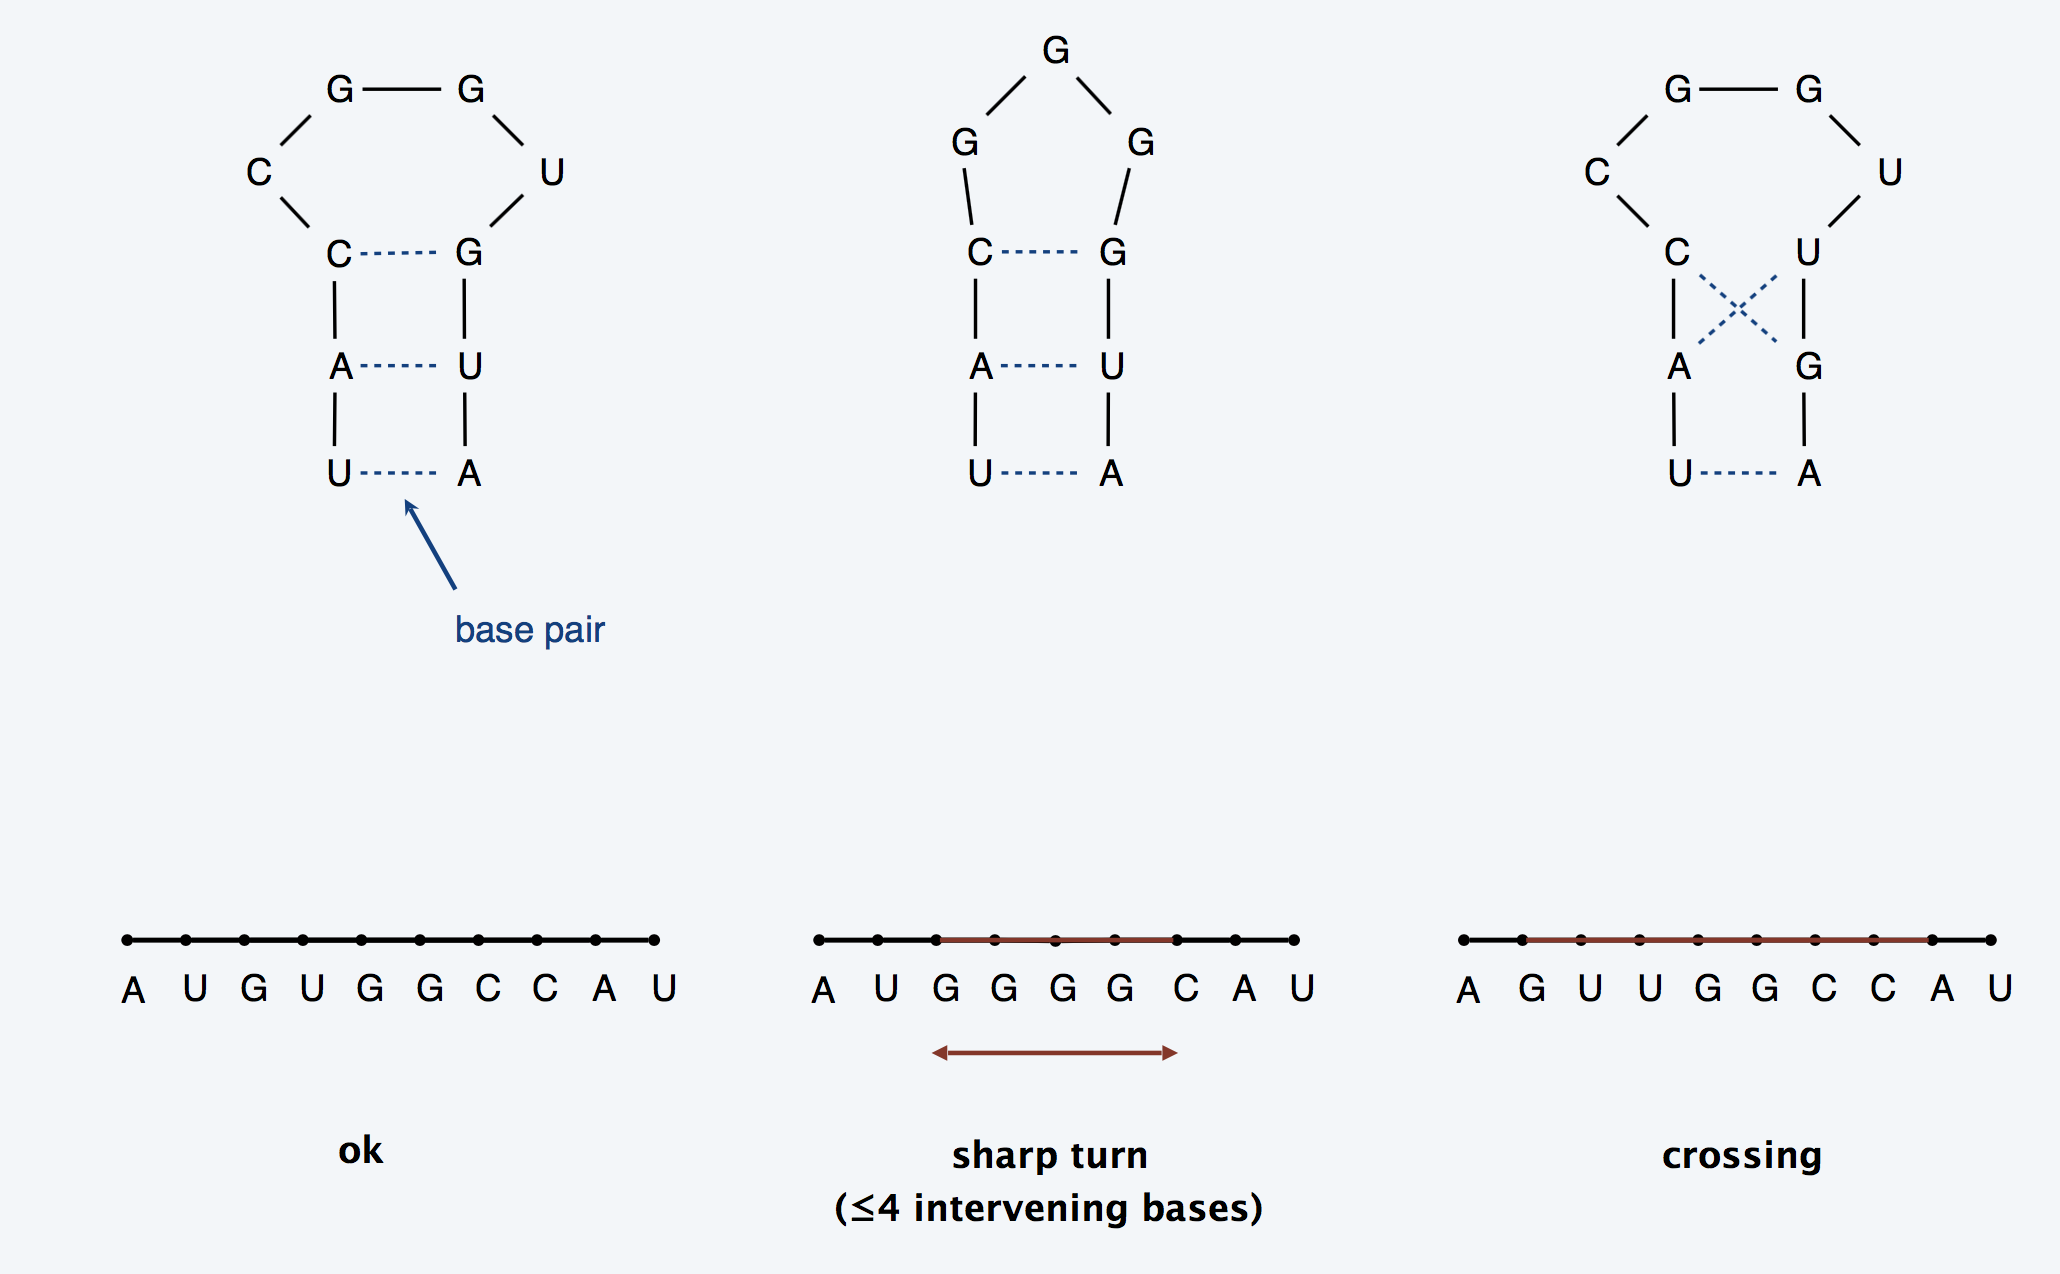 G G
C U
C G
A U
U A
base pair
G
G G
C G
A U
U A
G G
C U
C U
A G
U A
A U G U G G C C A U
A U G G G G C A U
A G U U G G C C A U
ok
sharp turn
(≤4 intervening bases)
crossing